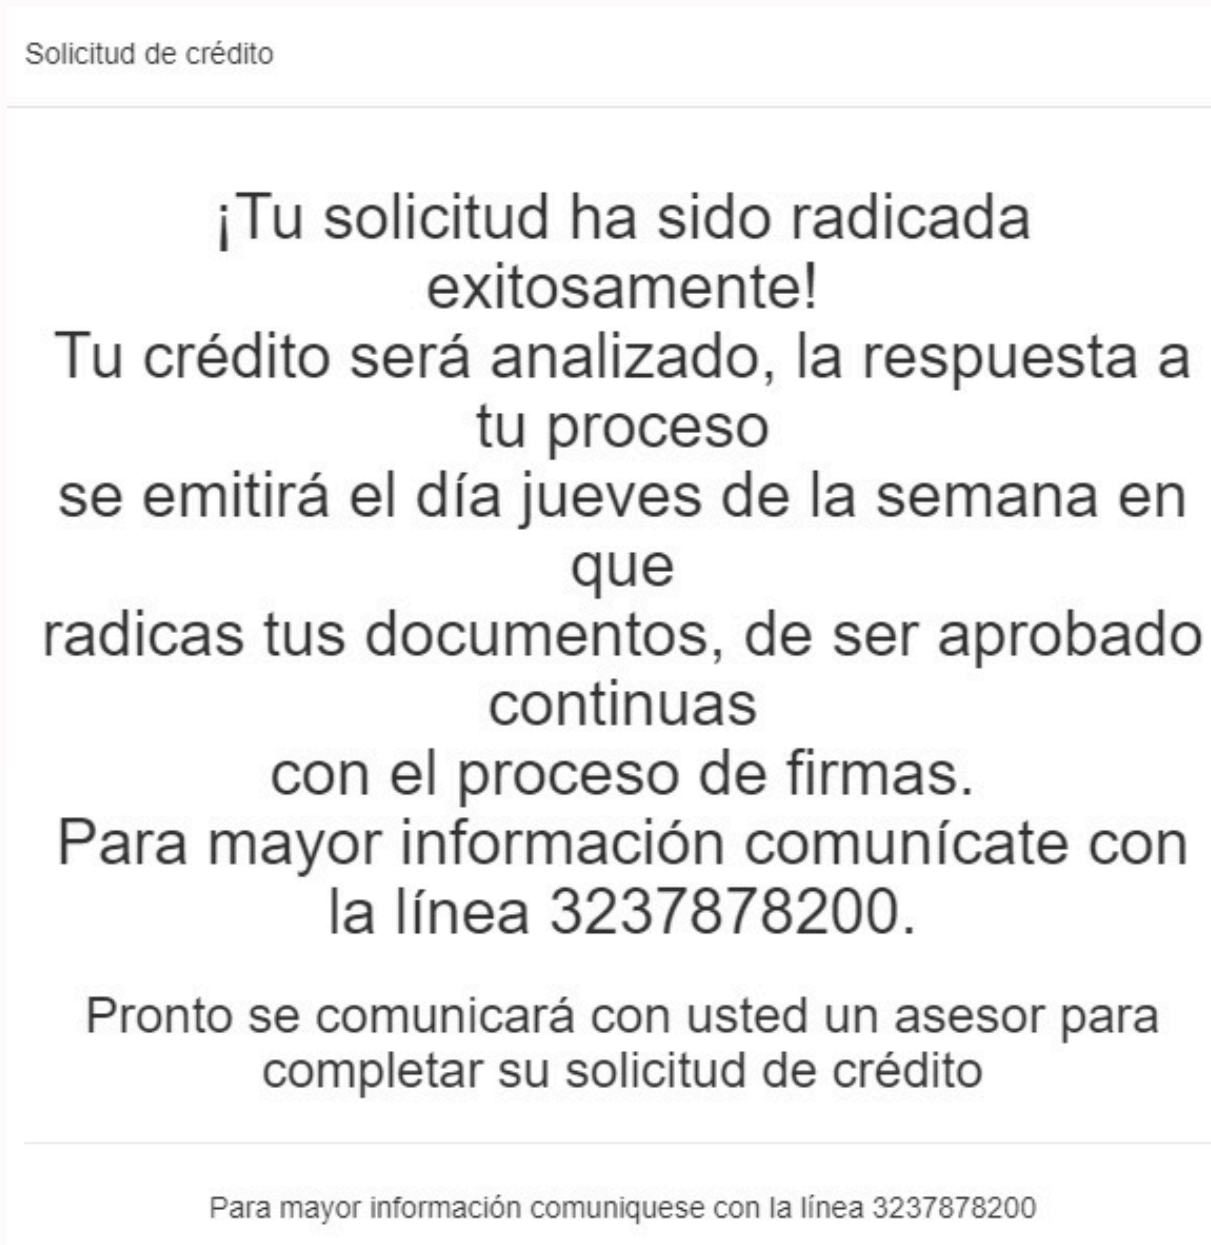 Solicitud de crédito
¡Tu solicitud ha sido radicada
exitosamente!
Tu crédito será analizado, la respuesta a
tu proceso
se emitirá el día jueves de la semana en
que
radicas tus documentos, de ser aprobado
continuas
con el proceso de firmas.
Para mayor información comunícate con
la línea 3237878200.
Pronto se comunicará con usted un asesor para
completar su solicitud de crédito
Para mayor información comuniquese con la línea 3237878200